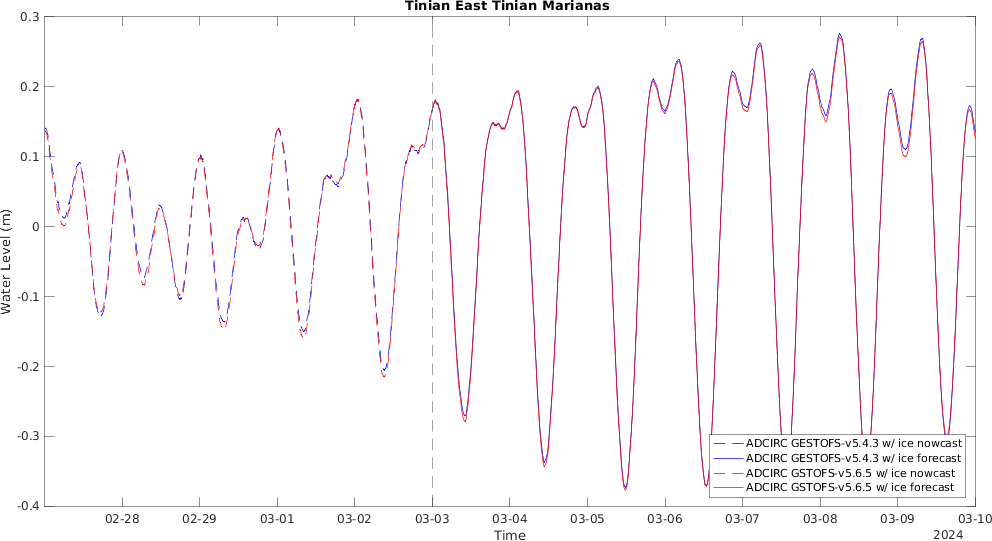 Tinian East Tinian Marianas
0.3
0.2
0.1
0
-0.1
-0.2
-0.3
-0.4
Water Level (m)
ADCIRC GESTOFS-v5.4.3 w/ ice nowcast
ADCIRC GESTOFS-v5.4.3 w/ ice forecast
ADCIRC GSTOFS-v5.6.5 w/ ice nowcast
ADCIRC GSTOFS-v5.6.5 w/ ice forecast
02-28 02-29 03-01 03-02 03-03 03-04 03-05 03-06 03-07 03-08 03-09 03-10
Time
2024